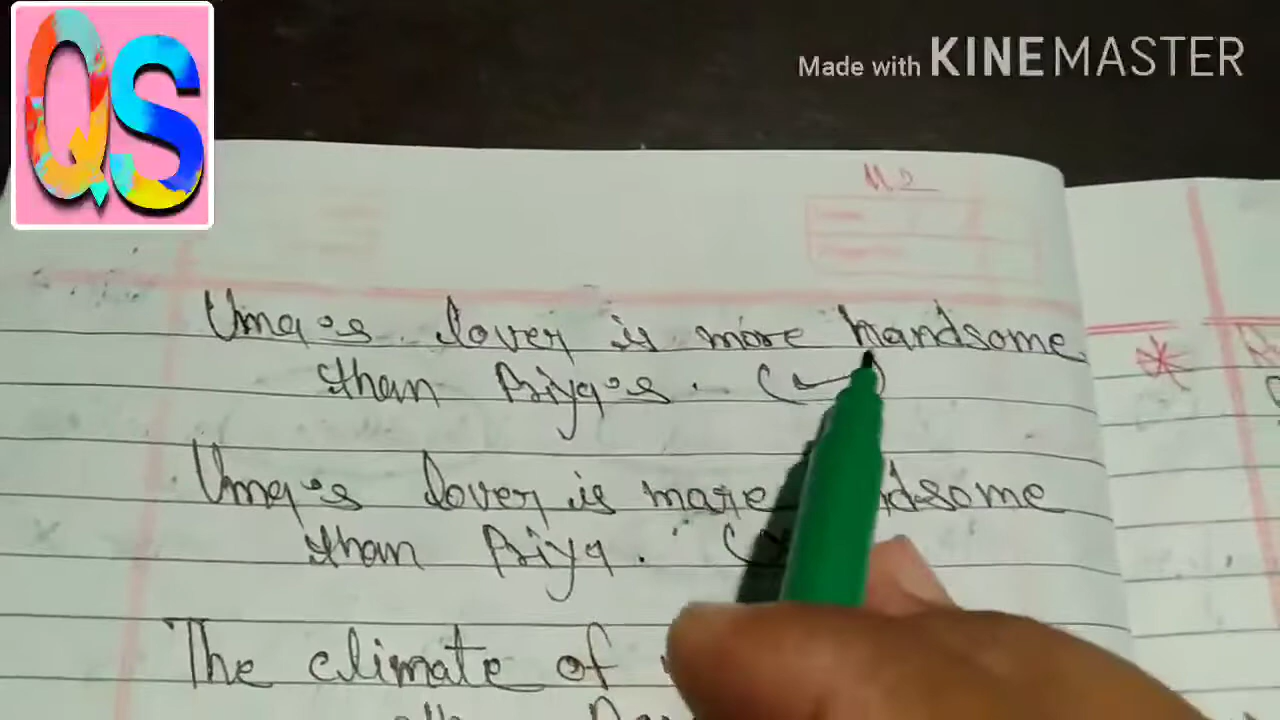 QS
Made with KINEMASTER
Uma's lover is more handsome
than Priya's. (✓)
Uma's lover is more
than Priya.
The climate of